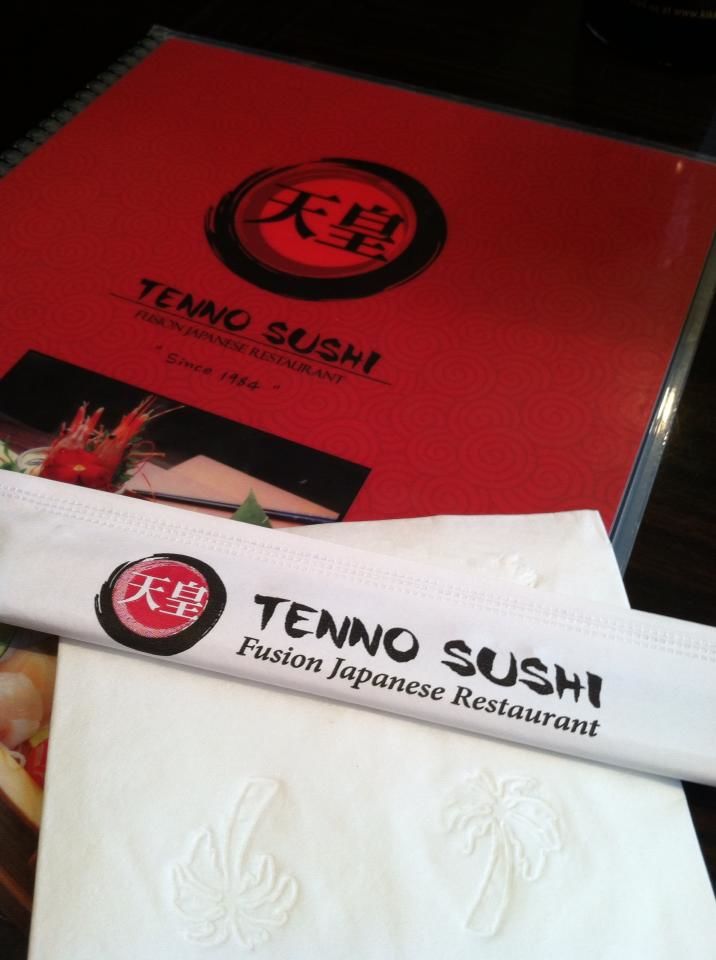 天皇
TENNO SUSHI
FUSION JAPANESE RESTAURANT
"Since 1984"
天皇
TENNO SUSHI
Fusion Japanese Restaurant